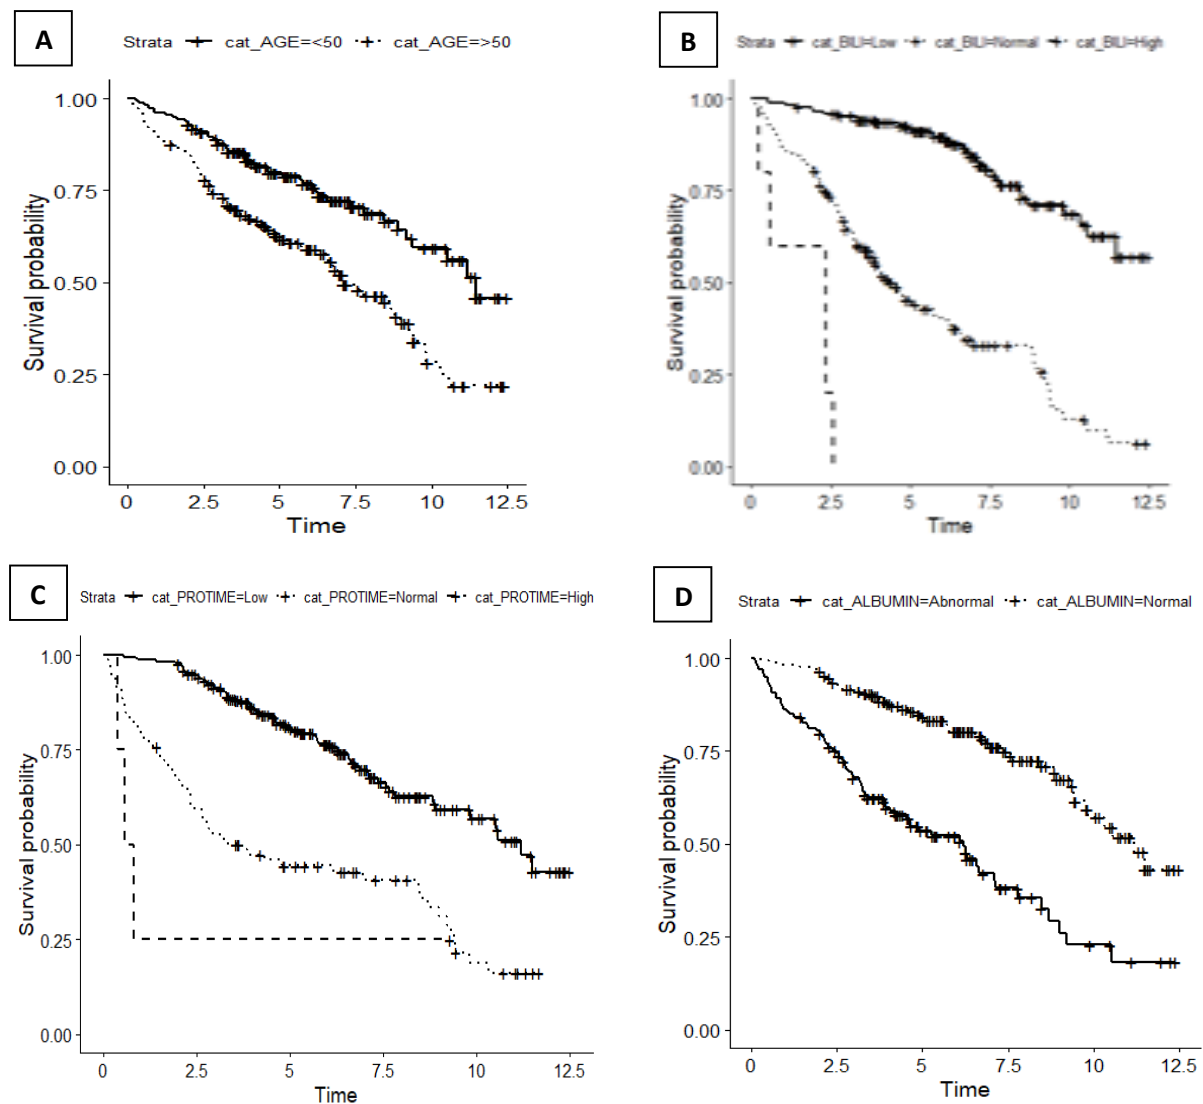 A
Strata cat_AGE=<50 cat_AGE=>50
1.00
0.75
0.50
0.25
0.00
Survival probability
0 2.5 5 7.5 10 12.5
Time
B
Strata cat_BILI=Low cat_BILI=Normal cat_BILI=High
1.00
0.75
0.50
0.25
0.00
Survival probability
0 2.5 5 7.5 10 12.5
Time
C
Strata cat_PROTIME=Low cat_PROTIME=Normal cat_PROTIME=High
1.00
0.75
0.50
0.25
0.00
Survival probability
0 2.5 5 7.5 10 12.5
Time
D
Strata cat_ALBUMIN=Abnormal cat_ALBUMIN=Normal
1.00
0.75
0.50
0.25
0.00
Survival probability
0 2.5 5 7.5 10 12.5
Time